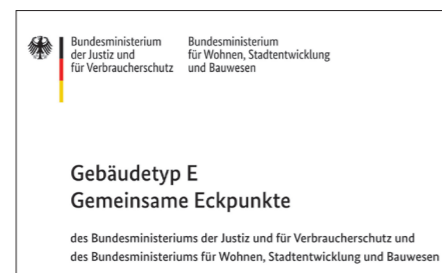 Bundesministerium
der Justiz und
für Verbraucherschutz
Bundesministerium
für Wohnen, Stadtentwicklung
und Bauwesen
Gebäudetyp E
Gemeinsame Eckpunkte
des Bundesministeriums der Justiz und für Verbraucherschutz und
des Bundesministeriums für Wohnen, Stadtentwicklung und Bauwesen